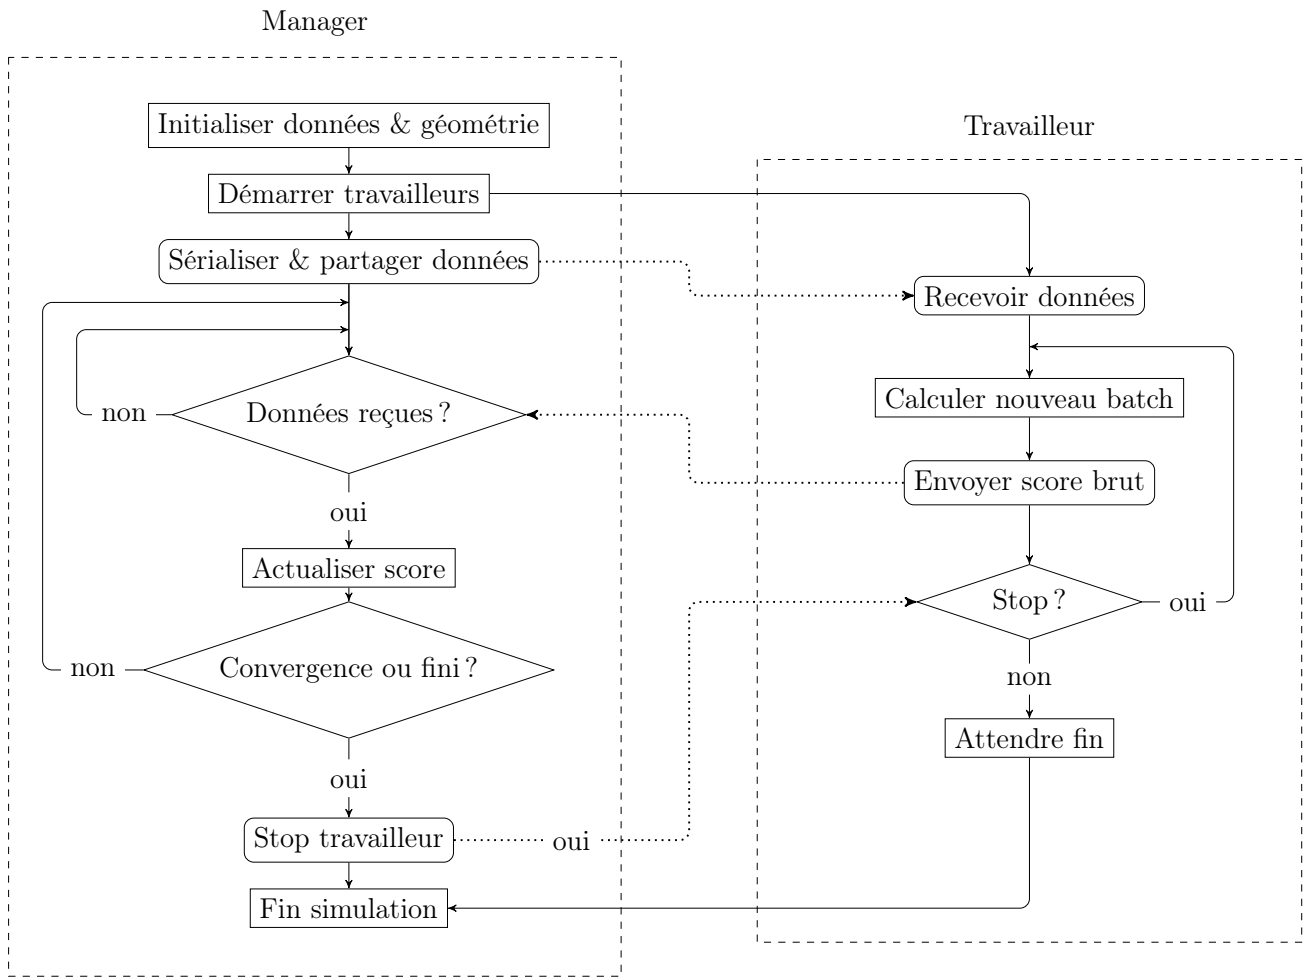 Manager
Initialiser données & géométrie
Démarrer travailleurs
Sérialiser & partager données
non
Données reçues ?
oui
Actualiser score
non
Convergence ou fini ?
oui
Stop travailleur
oui
Fin simulation
Travailleur
Recevoir données
Calculer nouveau batch
Envoyer score brut
Stop ?
oui
non
Attendre fin